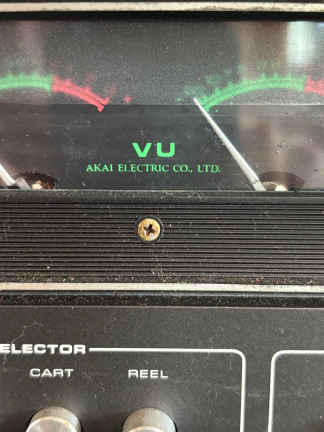 VU
AKAI ELECTRIC CO., LTD.
ELECTOR
CART REEL